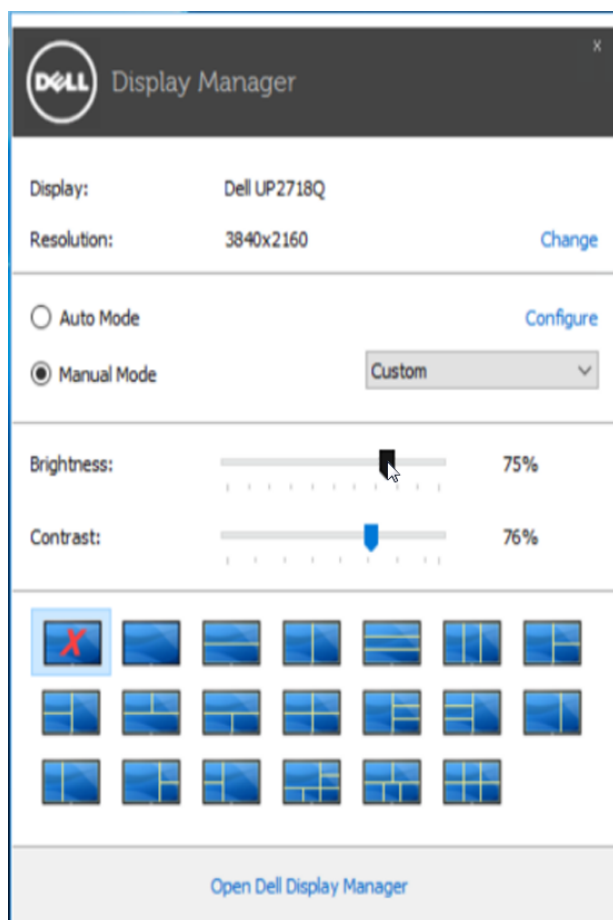 DELL Display Manager x
Display: Dell UP2718Q
Resolution: 3840x2160 Change
Auto Mode Configure
Manual Mode Custom
Brightness: 75%
Contrast: 76%
X
Open Dell Display Manager